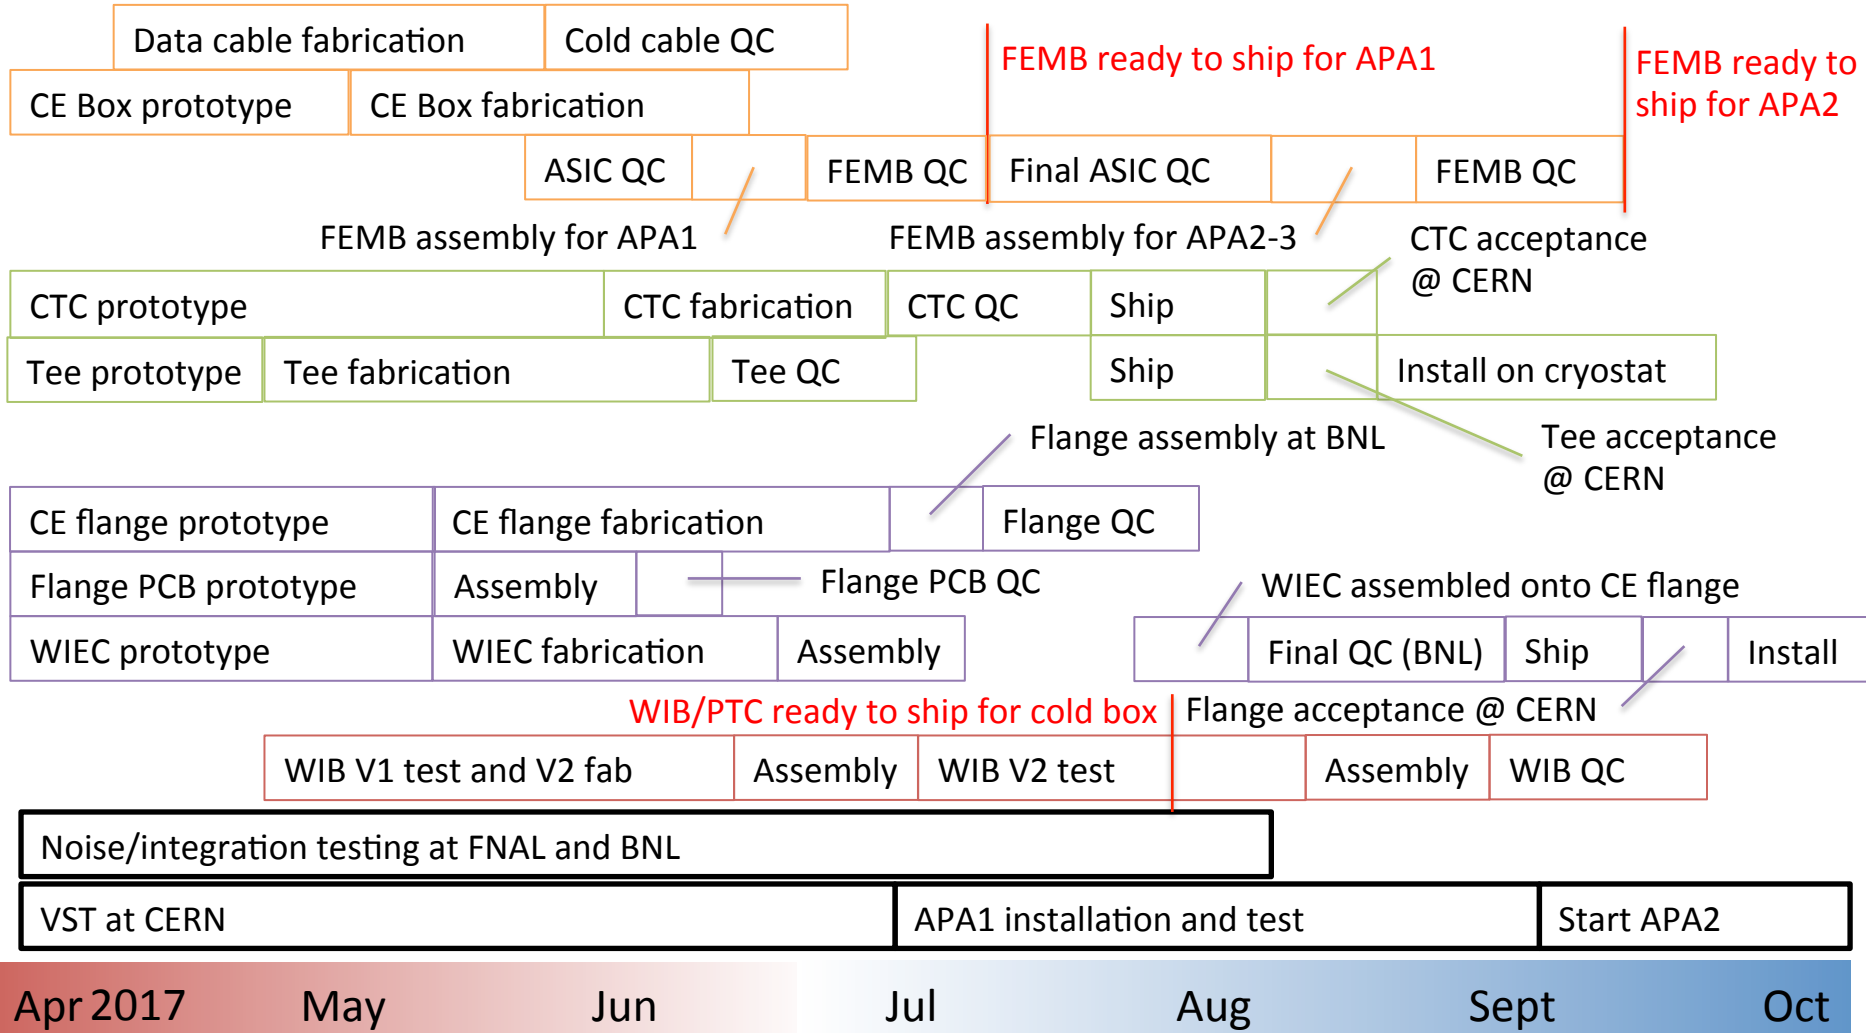 Data cable fabrication Cold cable QC
FEMB ready to ship for APA1
FEMB ready to
ship for APA2
CE Box prototype CE Box fabrication
ASIC QC FEMB QC Final ASIC QC FEMB QC
FEMB assembly for APA1 FEMB assembly for APA2-3
CTC acceptance
@ CERN
CTC prototype CTC fabrication CTC QC Ship
Tee prototype Tee fabrication Tee QC Ship Install on cryostat
Flange assembly at BNL
Tee acceptance
@ CERN
CE flange prototype CE flange fabrication Flange QC
Flange PCB prototype Assembly Flange PCB QC
WIEC assembled onto CE flange
WIEC prototype WIEC fabrication Assembly Final QC (BNL) Ship Install
WIB/PTC ready to ship for cold box Flange acceptance @ CERN
WIB V1 test and V2 fab Assembly WIB V2 test Assembly WIB QC
Noise/integration testing at FNAL and BNL
VST at CERN APA1 installation and test Start APA2
Apr 2017 May Jun Jul Aug Sept Oct